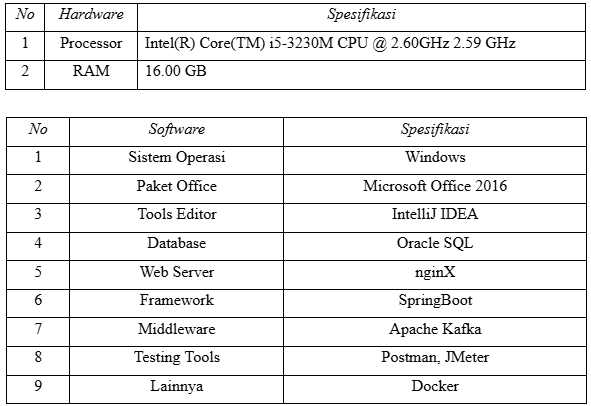 No Hardware Spesifikasi
1 Processor Intel(R) Core(TM) i5-3230M CPU @ 2.60GHz 2.59 GHz
2 RAM 16.00 GB
No Software Spesifikasi
1 Sistem Operasi Windows
2 Paket Office Microsoft Office 2016
3 Tools Editor IntelliJ IDEA
4 Database Oracle SQL
5 Web Server nginX
6 Framework SpringBoot
7 Middleware Apache Kafka
8 Testing Tools Postman, JMeter
9 Lainnya Docker